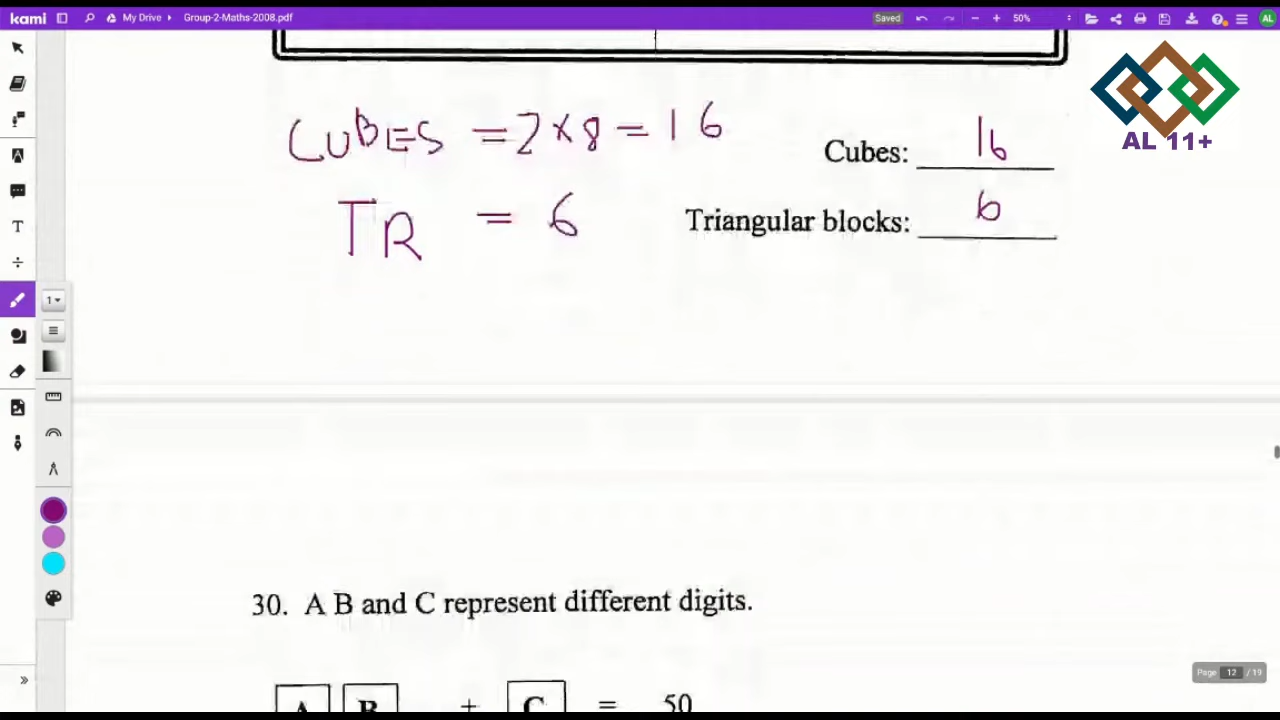 kami My Drive Group-2-Maths-2008.pdf Saved 50% AL
AL 11+
CUBES = 2 × 8 = 16
Cubes: 16
TR = 6
Triangular blocks: 6
1
30. A B and C represent different digits.
Page 12 / 19
A B + C = 50